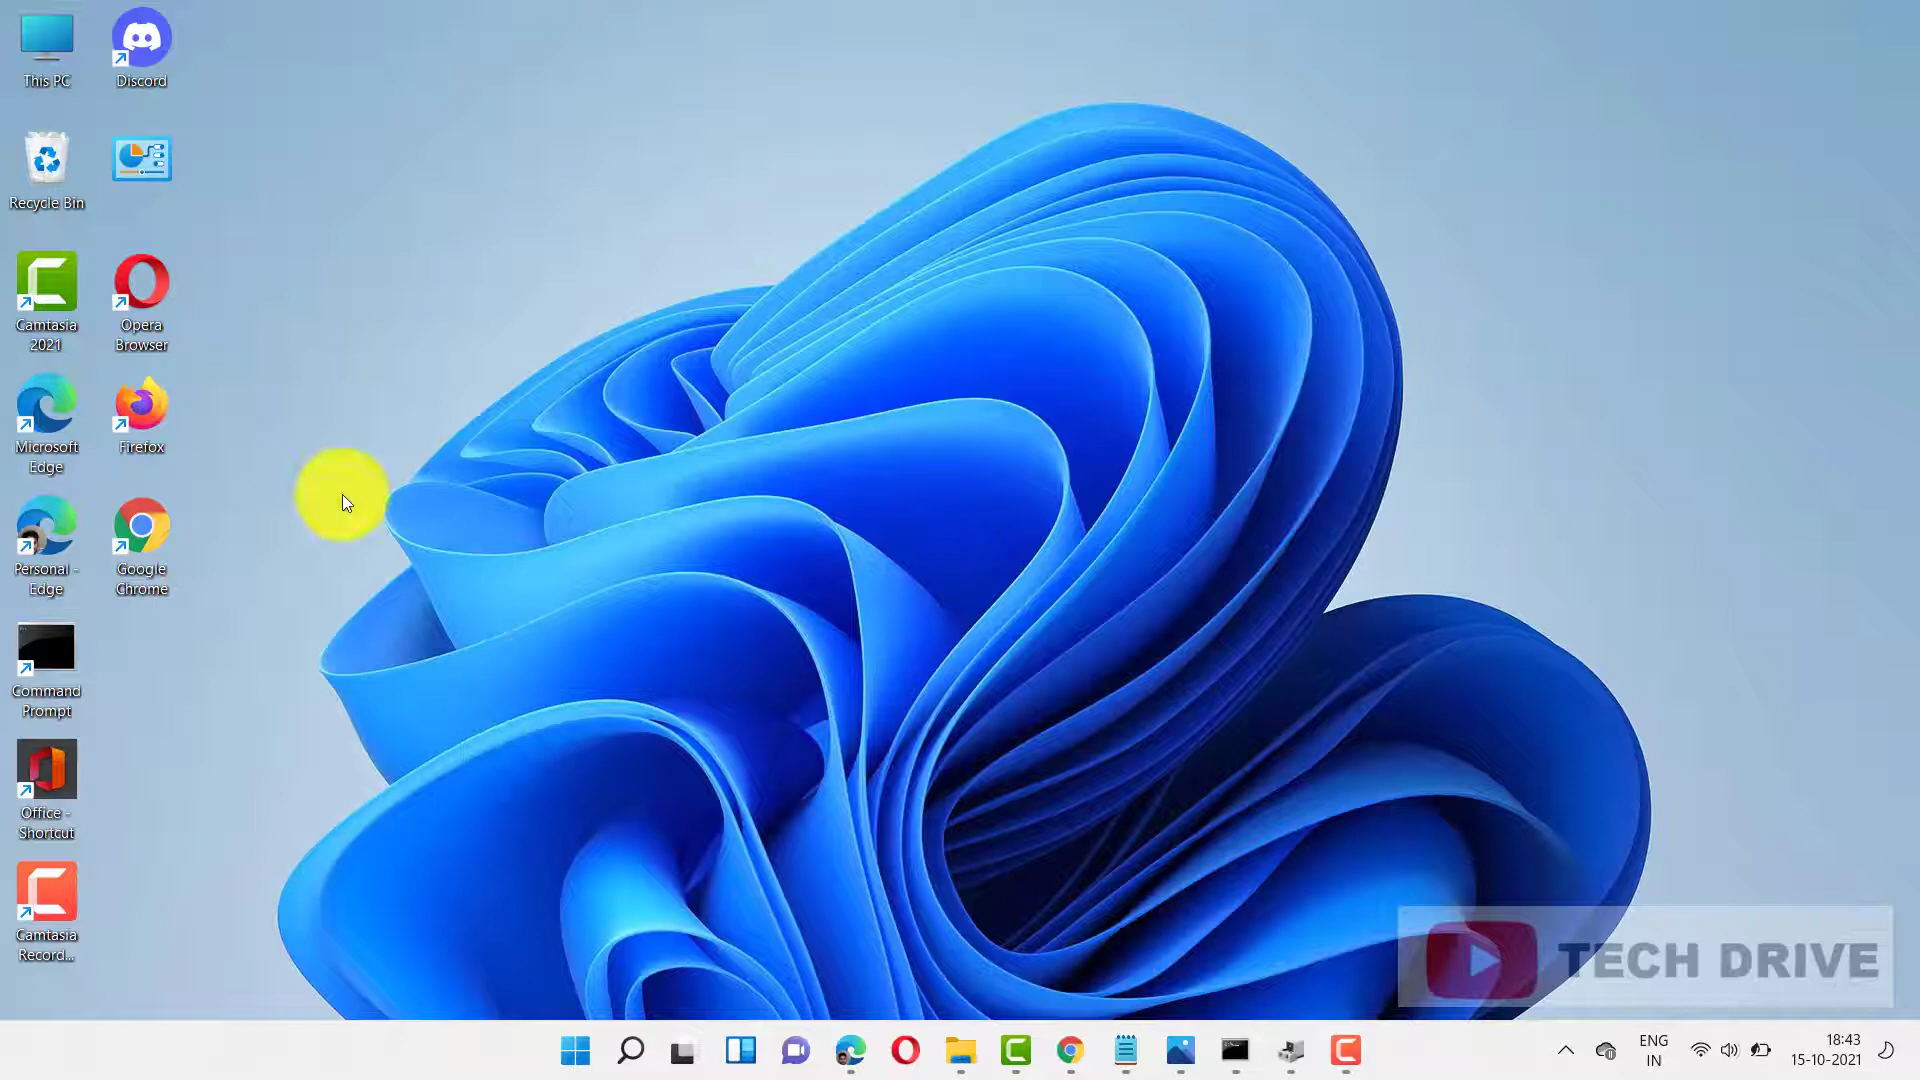 This PC
Discord
Recycle Bin
Camtasia
2021
Opera
Browser
Microsoft
Edge
Firefox
Personal -
Edge
Google
Chrome
Command
Prompt
Office -
Shortcut
Camtasia
Record...
TECH DRIVE
ENG
IN
18:43
15-10-2021